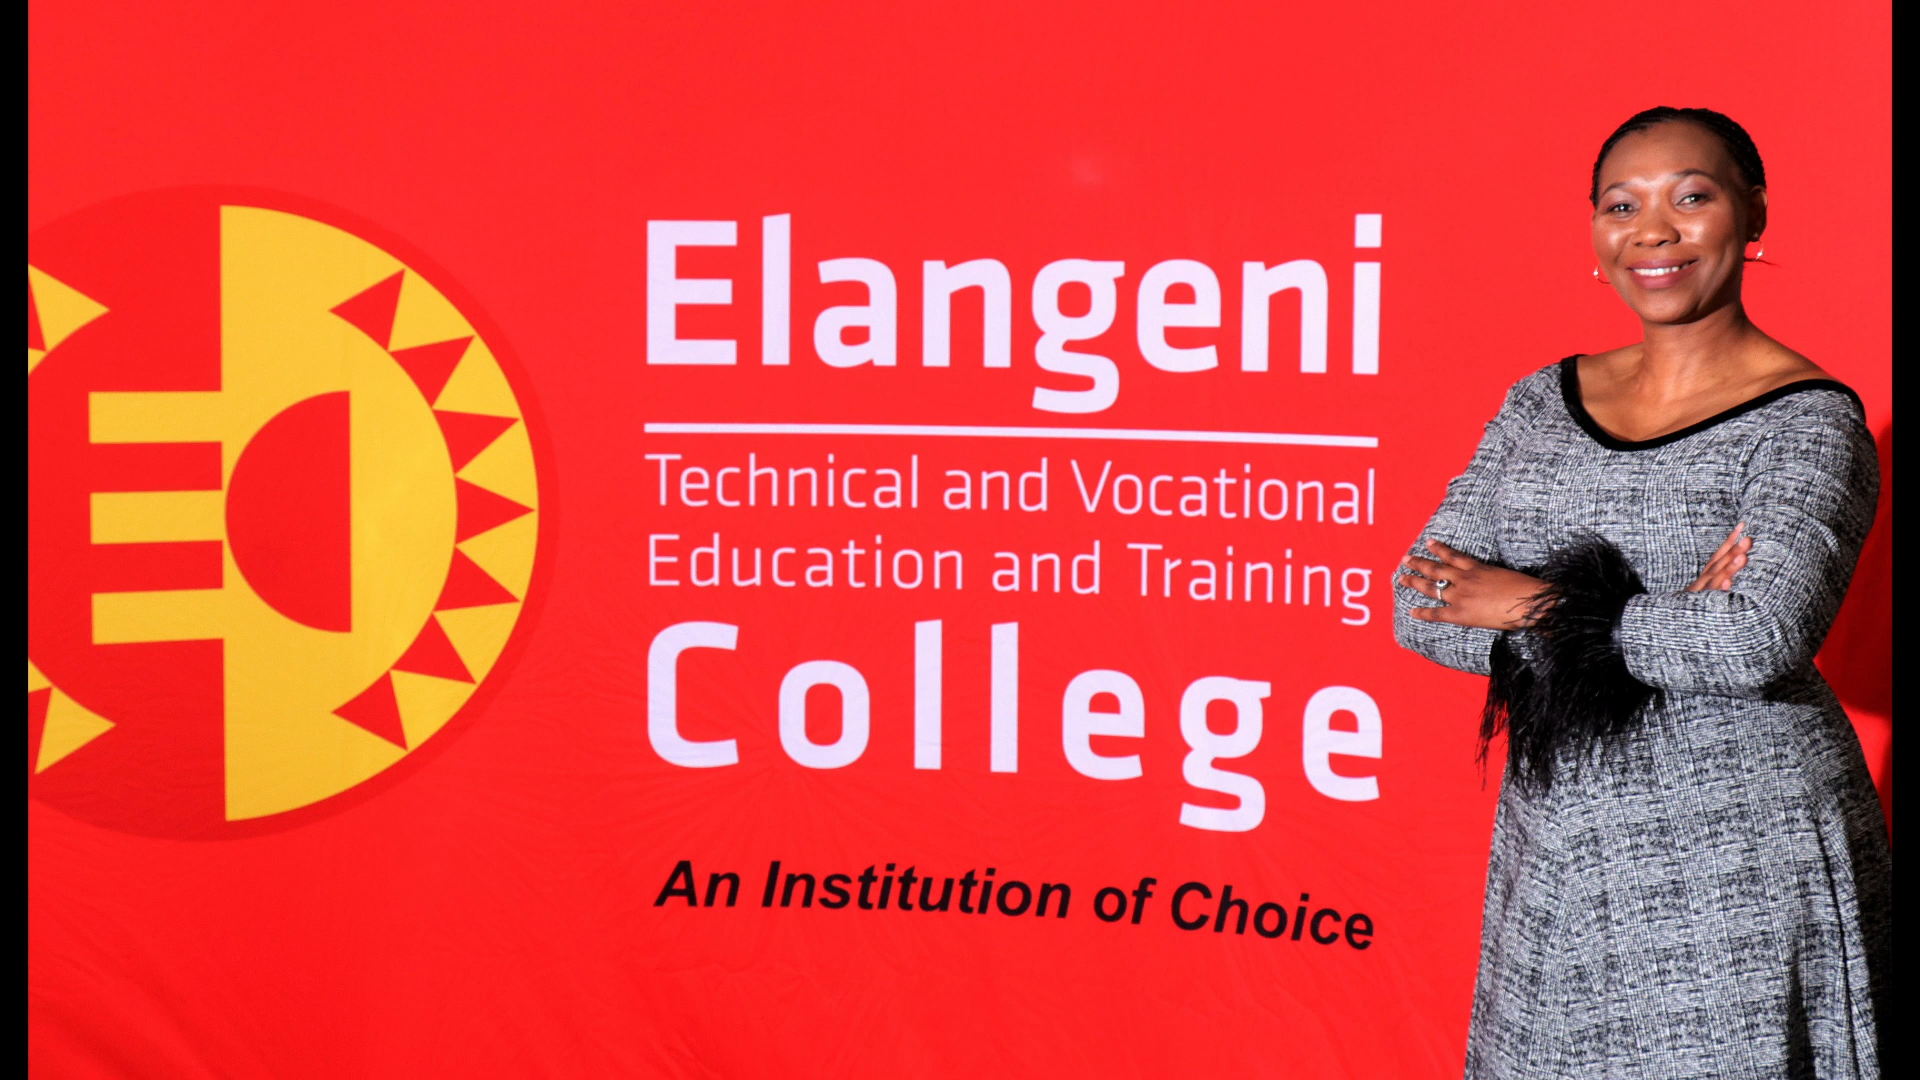 Elangeni
Technical and Vocational
Education and Training
College
An Institution of Choice